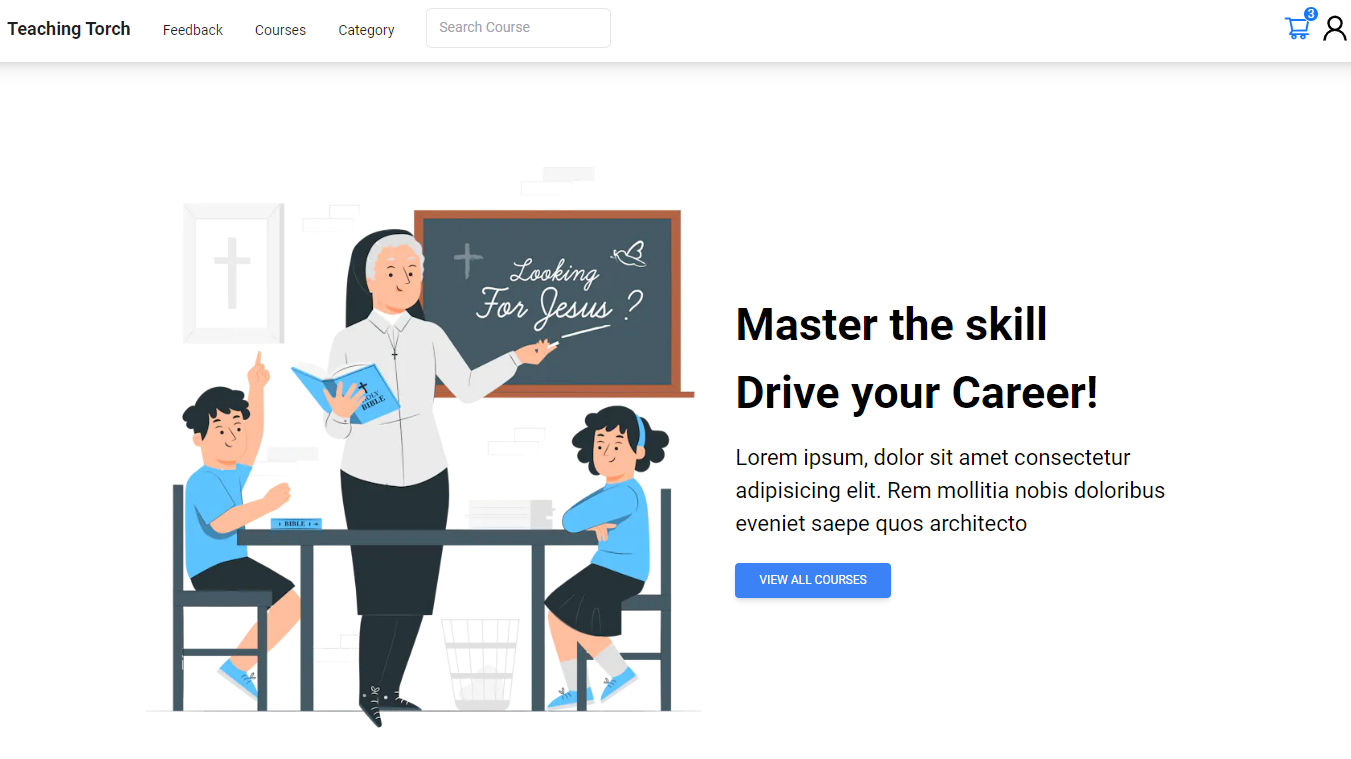 Teaching Torch
Feedback
Courses
Category
Search Course
3
Looking
For Jesus ?
HOLY
BIBLE
BIBLE
Master the skill
Drive your Career!
Lorem ipsum, dolor sit amet consectetur
adipisicing elit. Rem mollitia nobis doloribus
eveniet saepe quos architecto
VIEW ALL COURSES